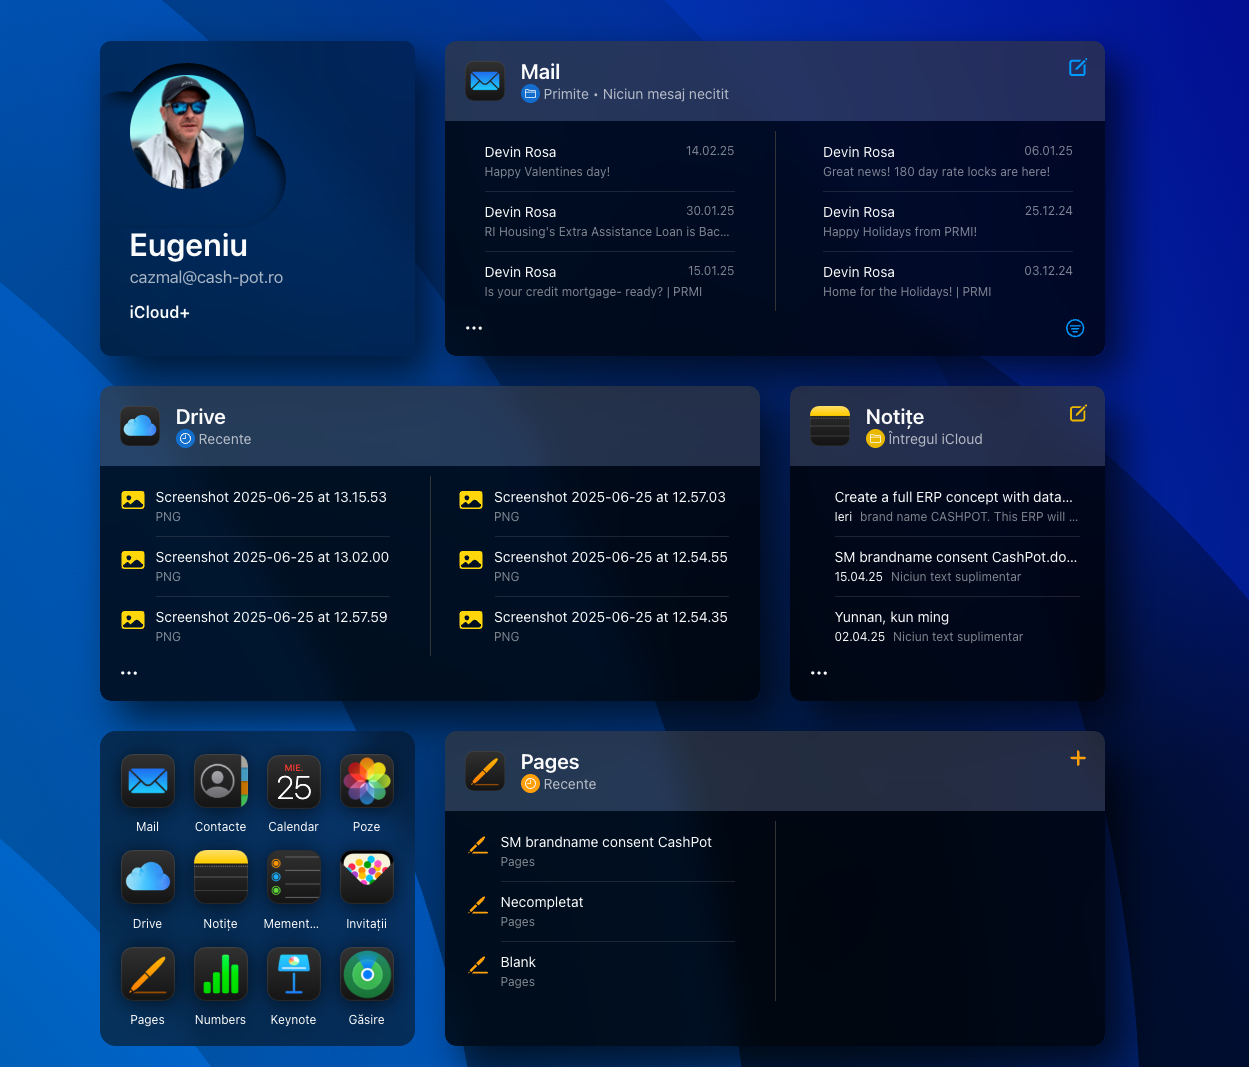 Eugeniu
cazmal@cash-pot.ro
iCloud+
Mail
Primite • Niciun mesaj necitit
Devin Rosa 14.02.25
Happy Valentines day!
Devin Rosa 30.01.25
RI Housing's Extra Assistance Loan is Bac...
Devin Rosa 15.01.25
Is your credit mortgage- ready? | PRMI
Devin Rosa 06.01.25
Great news! 180 day rate locks are here!
Devin Rosa 25.12.24
Happy Holidays from PRMI!
Devin Rosa 03.12.24
Home for the Holidays! | PRMI
Drive
Recente
Screenshot 2025-06-25 at 13.15.53
PNG
Screenshot 2025-06-25 at 13.02.00
PNG
Screenshot 2025-06-25 at 12.57.59
PNG
Screenshot 2025-06-25 at 12.57.03
PNG
Screenshot 2025-06-25 at 12.54.55
PNG
Screenshot 2025-06-25 at 12.54.35
PNG
Notițe
Întregul iCloud
Create a full ERP concept with data...
Ieri brand name CASHPOT. This ERP will ...
SM brandname consent CashPot.do...
15.04.25 Niciun text suplimentar
Yunnan, kun ming
02.04.25 Niciun text suplimentar
MIE.
25
Mail
Contacte
Calendar
Poze
Drive
Notițe
Mement...
Invitații
Pages
Numbers
Keynote
Găsire
Pages
Recente
SM brandname consent CashPot
Pages
Necompletat
Pages
Blank
Pages